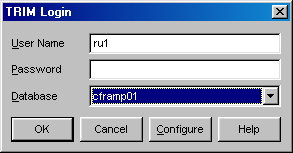 TRIM Login
User Name ru1
Password
Database cframp01
OK Cancel Configure Help